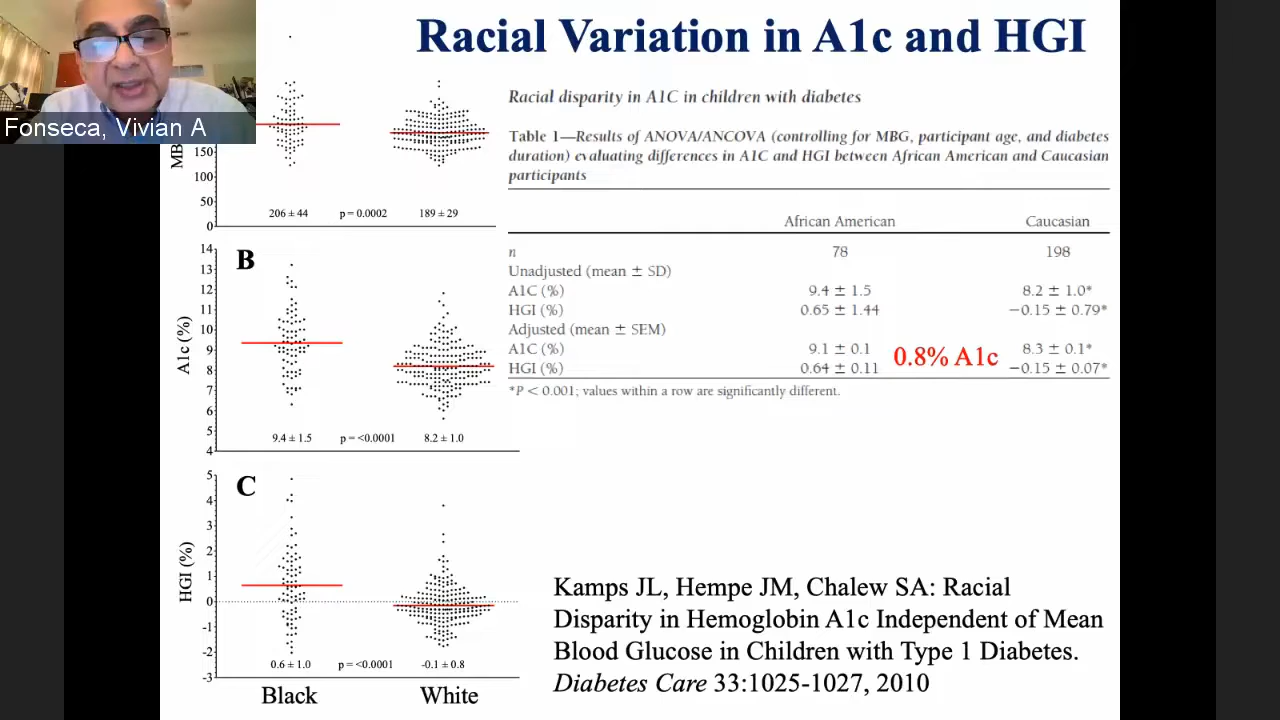 Racial Variation in A1c and HGI
Fonseca, Vivian A
MB
150
100
50
0
206 ± 44 p = 0.0002 189 ± 29
B
A1c (%)
14
13
12
11
10
9
8
7
6
5
4
9.4 ± 1.5 p = <0.0001 8.2 ± 1.0
C
HGI (%)
5
4
3
2
1
0
-1
-2
-3
0.6 ± 1.0 p = <0.0001 -0.1 ± 0.8
Black White
Racial disparity in A1C in children with diabetes
Table 1—Results of ANOVA/ANCOVA (controlling for MBG, participant age, and diabetes
duration) evaluating differences in A1C and HGI between African American and Caucasian
participants
African American Caucasian
n 78 198
Unadjusted (mean ± SD)
A1C (%) 9.4 ± 1.5 8.2 ± 1.0*
HGI (%) 0.65 ± 1.44 −0.15 ± 0.79*
Adjusted (mean ± SEM)
A1C (%) 9.1 ± 0.1 8.3 ± 0.1*
0.8% A1c
HGI (%) 0.64 ± 0.11 −0.15 ± 0.07*
*P < 0.001; values within a row are significantly different.
Kamps JL, Hempe JM, Chalew SA: Racial
Disparity in Hemoglobin A1c Independent of Mean
Blood Glucose in Children with Type 1 Diabetes.
Diabetes Care 33:1025-1027, 2010